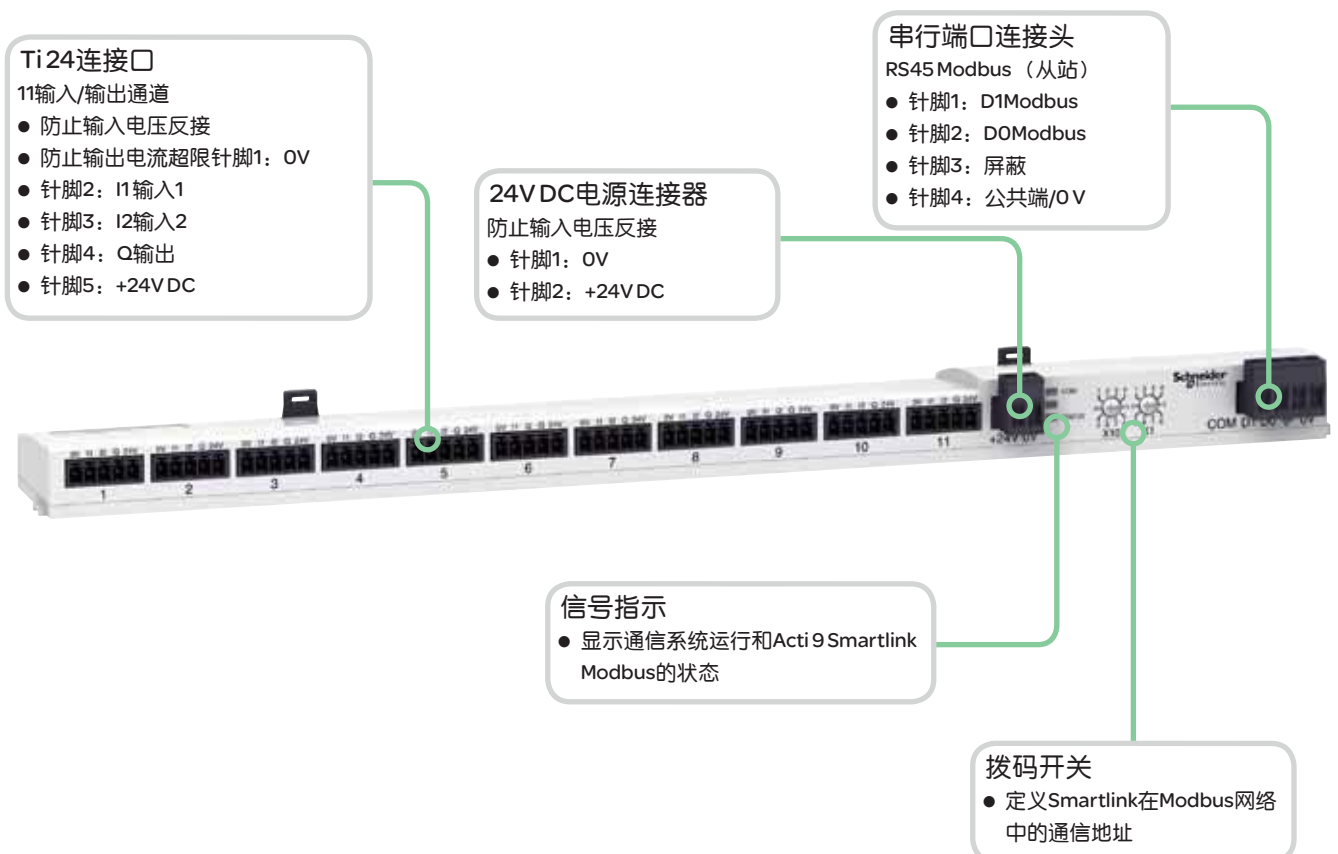 Ti24连接口
11输入/输出通道
● 防止输入电压反接
● 防止输出电流超限针脚1：0V
● 针脚2：I1输入1
● 针脚3：I2输入2
● 针脚4：Q输出
● 针脚5：+24V DC
24V DC电源连接器
防止输入电压反接
● 针脚1：0V
● 针脚2：+24V DC
串行端口连接头
RS45 Modbus（从站）
● 针脚1：D1Modbus
● 针脚2：D0Modbus
● 针脚3：屏蔽
● 针脚4：公共端/0 V
Schneider
COM D1 D0 0V
+24V 0V
1 2 3 4 5 6 7 8 9 10 11
信号指示
● 显示通信系统运行和Acti 9 Smartlink
Modbus的状态
拨码开关
● 定义Smartlink在Modbus网络
中的通信地址